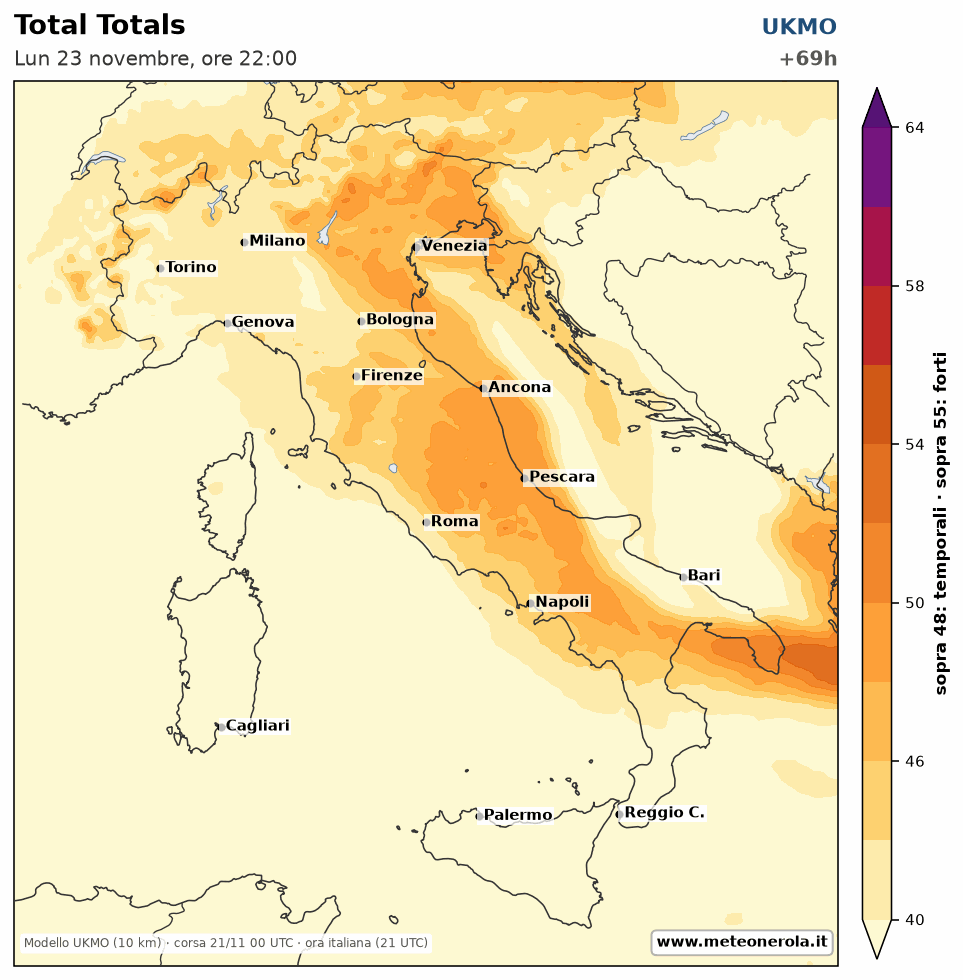 Total Totals
UKMO
Lun 23 novembre, ore 22:00
+69h
Milano
Venezia
Torino
Genova
Bologna
Firenze
Ancona
Pescara
Roma
Bari
Napoli
Cagliari
Palermo
Reggio C.
64
58
54
50
46
40
sopra 48: temporali · sopra 55: forti
Modello UKMO (10 km) · corsa 21/11 00 UTC · ora italiana (21 UTC)
www.meteonerola.it